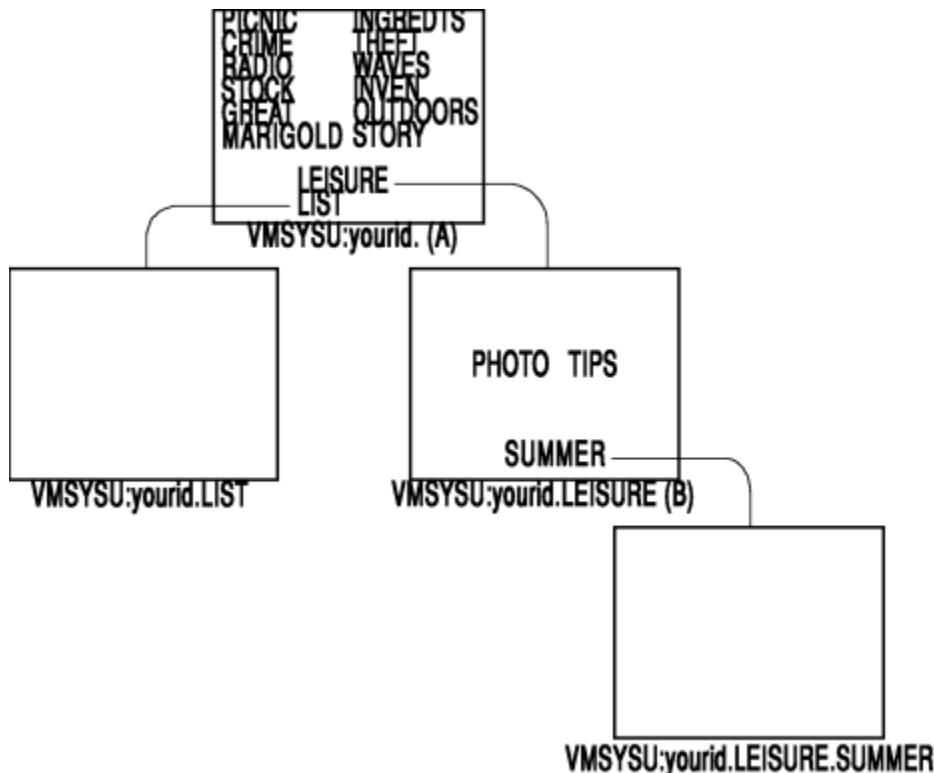 PICNIC INGREDTS
CRIME THEFT
RADIO WAVES
STOCK INVEN
GREAT OUTDOORS
MARIGOLD STORY
LEISURE
LIST
VMSYSU:yourid. (A)
PHOTO TIPS
SUMMER
VMSYSU:yourid.LIST
VMSYSU:yourid.LEISURE (B)
VMSYSU:yourid.LEISURE.SUMMER